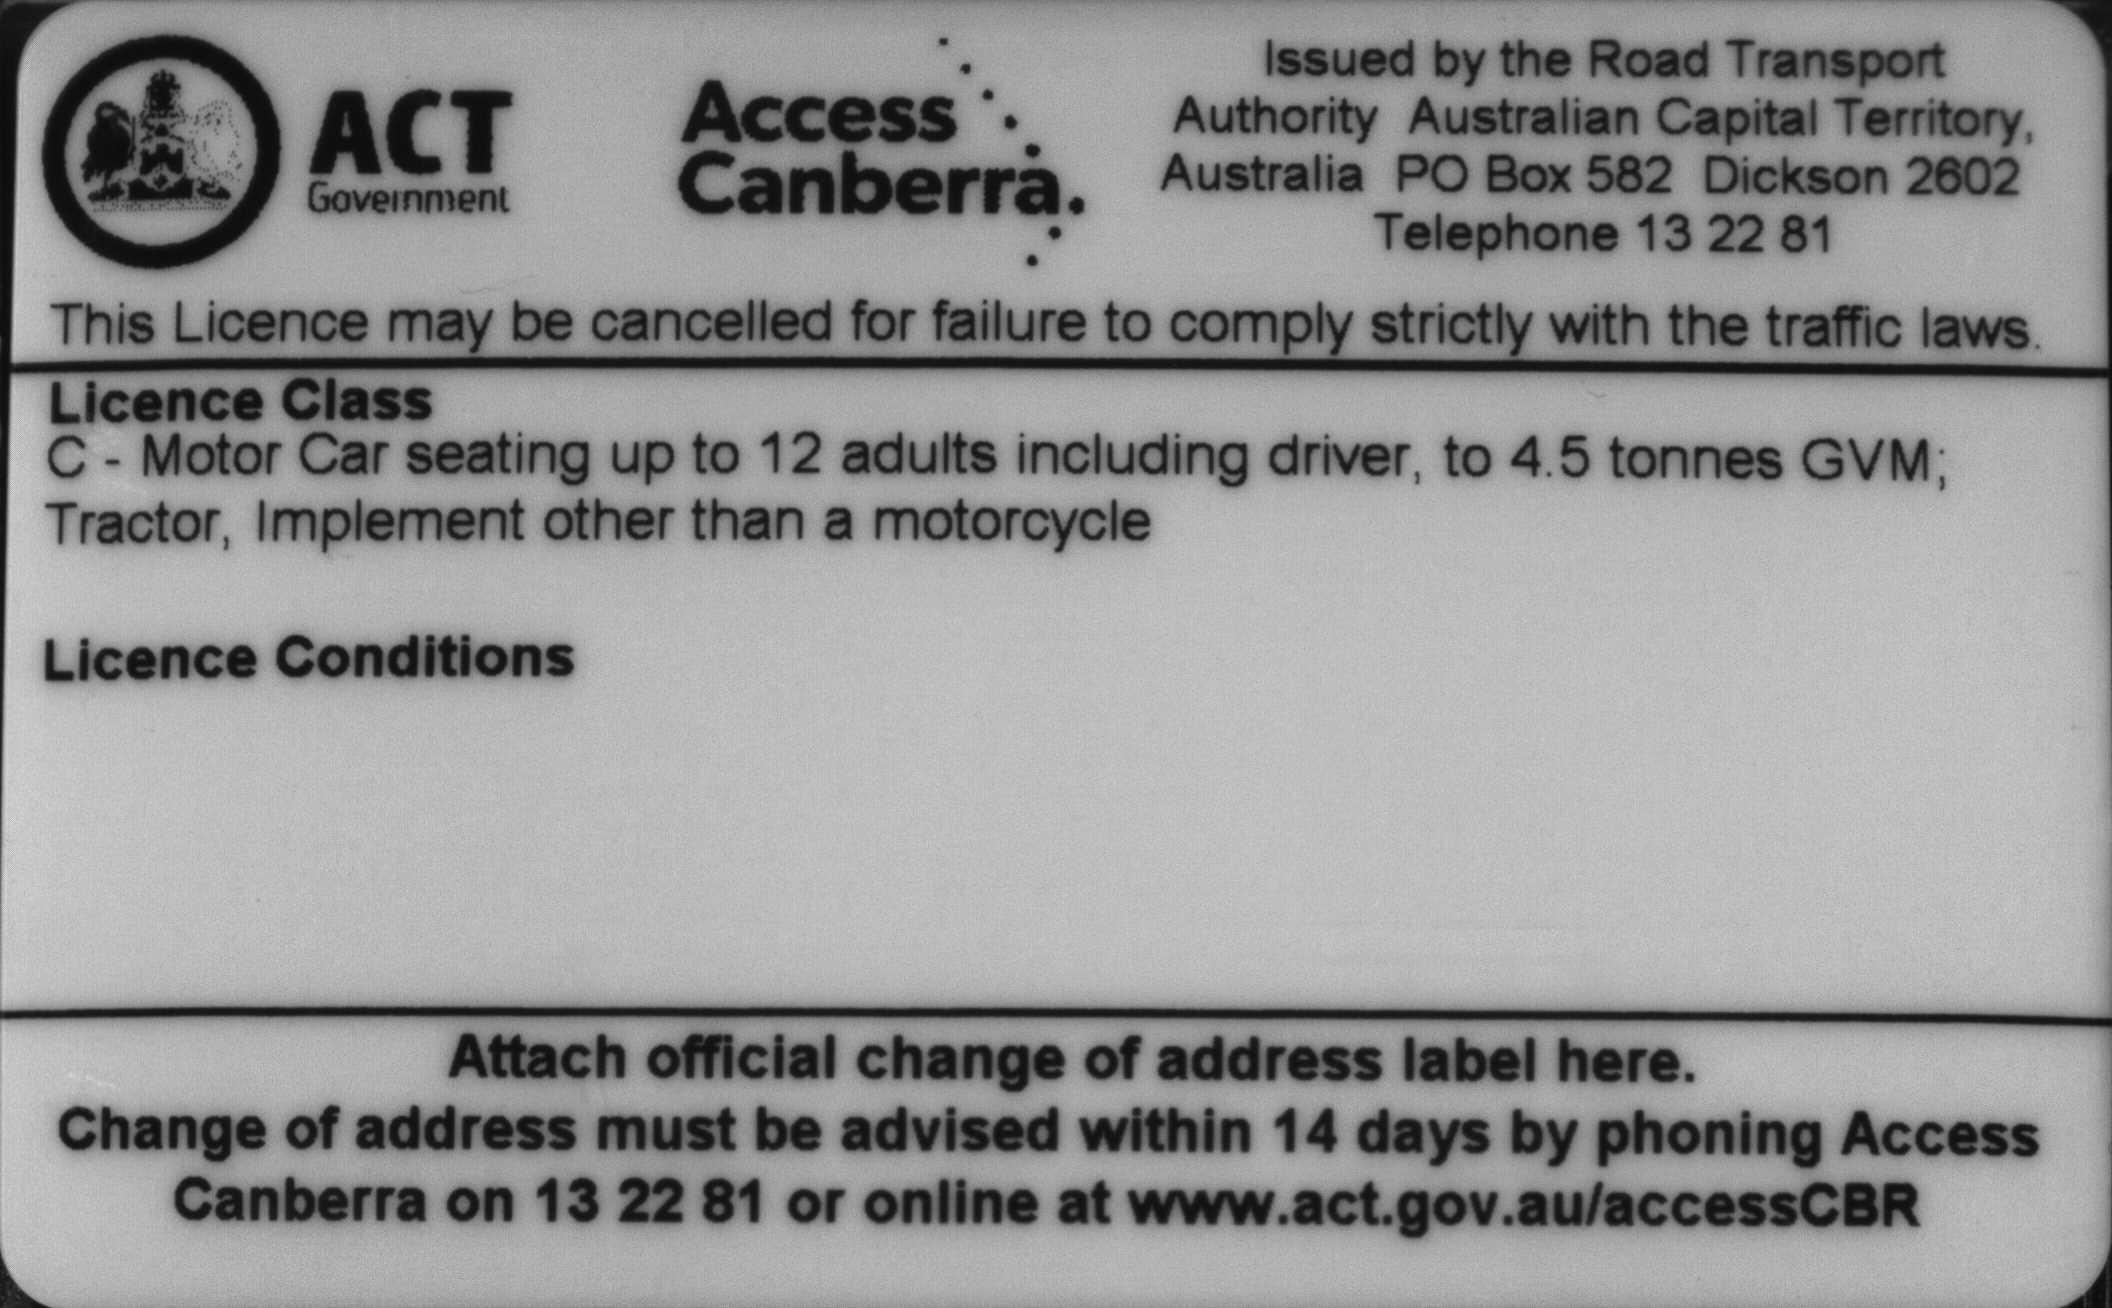 ACT
Government
Access
Canberra.
Issued by the Road Transport
Authority Australian Capital Territory,
Australia PO Box 582 Dickson 2602
Telephone 13 22 81
This Licence may be cancelled for failure to comply strictly with the traffic laws.
Licence Class
C - Motor Car seating up to 12 adults including driver, to 4.5 tonnes GVM;
Tractor, Implement other than a motorcycle
Licence Conditions
Attach official change of address label here.
Change of address must be advised within 14 days by phoning Access
Canberra on 13 22 81 or online at www.act.gov.au/accessCBR